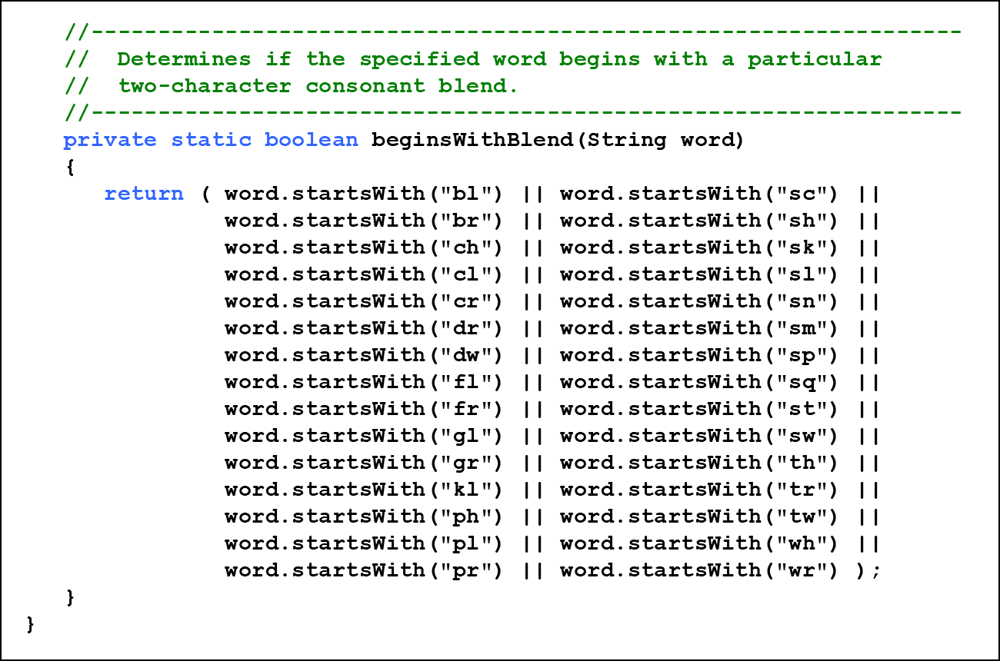 //-----------------------------------------------------------------
//  Determines if the specified word begins with a particular
//  two-character consonant blend.
//-----------------------------------------------------------------
private static boolean beginsWithBlend(String word)
{
   return ( word.startsWith("bl") || word.startsWith("sc") ||
            word.startsWith("br") || word.startsWith("sh") ||
            word.startsWith("ch") || word.startsWith("sk") ||
            word.startsWith("cl") || word.startsWith("sl") ||
            word.startsWith("cr") || word.startsWith("sn") ||
            word.startsWith("dr") || word.startsWith("sm") ||
            word.startsWith("dw") || word.startsWith("sp") ||
            word.startsWith("fl") || word.startsWith("sq") ||
            word.startsWith("fr") || word.startsWith("st") ||
            word.startsWith("gl") || word.startsWith("sw") ||
            word.startsWith("gr") || word.startsWith("th") ||
            word.startsWith("kl") || word.startsWith("tr") ||
            word.startsWith("ph") || word.startsWith("tw") ||
            word.startsWith("pl") || word.startsWith("wh") ||
            word.startsWith("pr") || word.startsWith("wr") );
}
}